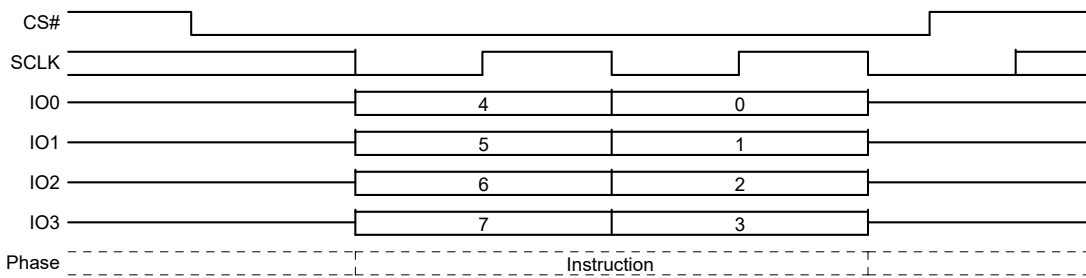 CS#
SCLK
IO0 4 0
IO1 5 1
IO2 6 2
IO3 7 3
Phase Instruction